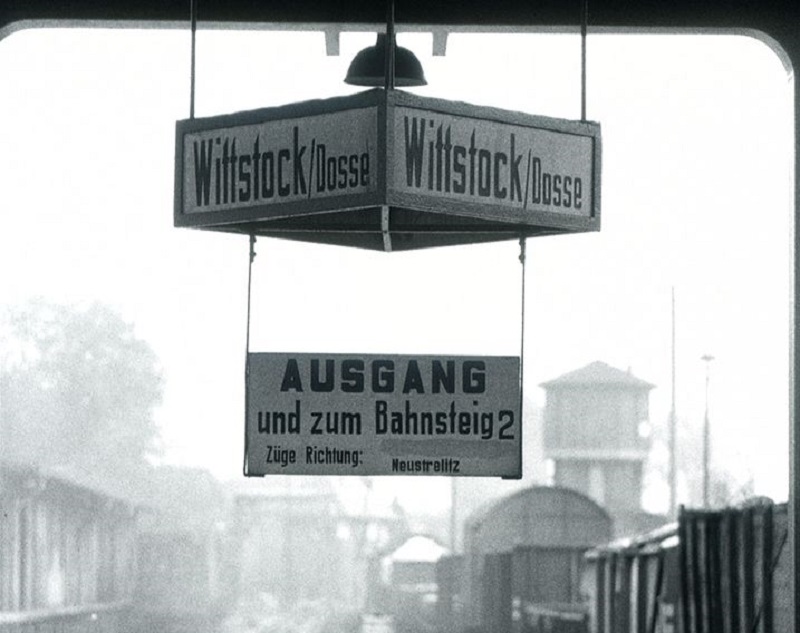 Wittstock/Dosse
Wittstock/Dosse
AUSGANG
und zum Bahnsteig 2
Züge Richtung:
Neustrelitz